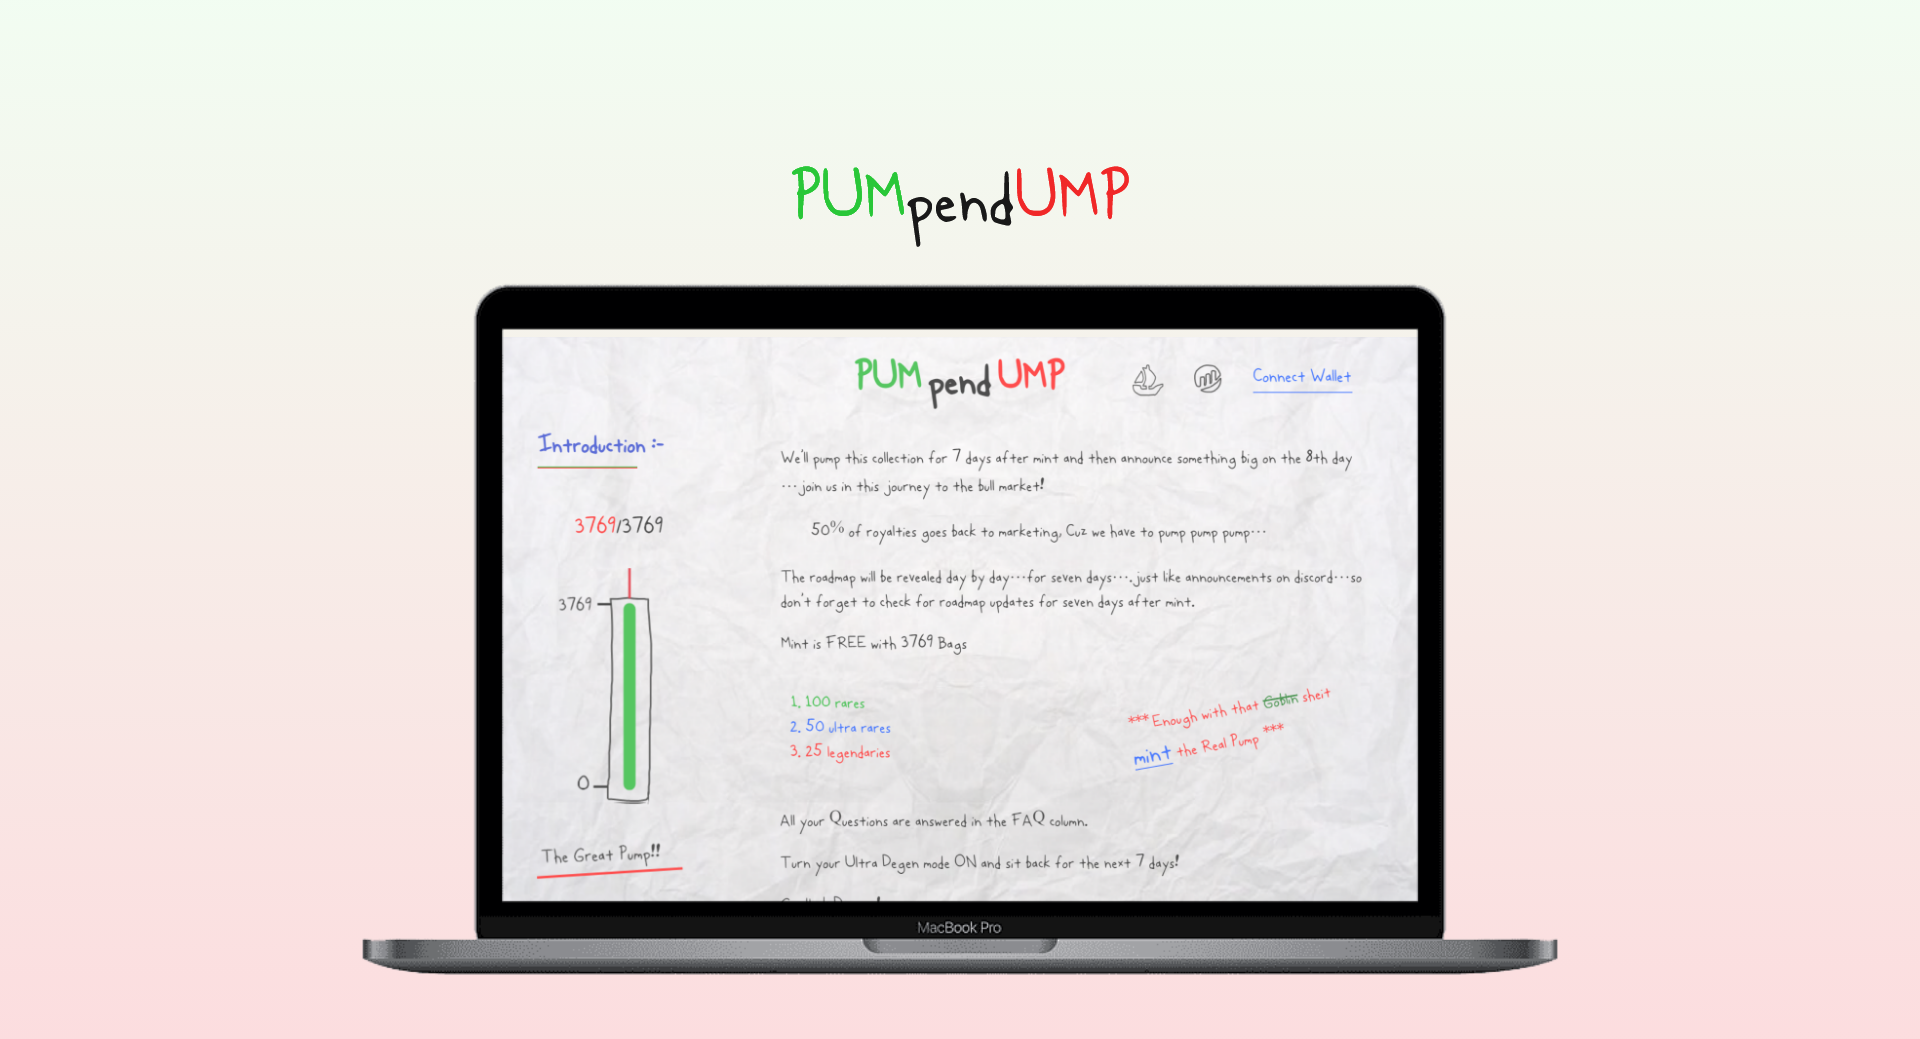 PUMpendUMP
PUM pend UMP
Connect Wallet
Introduction :-
3769/3769
3769
0
The Great Pump!!
We'll pump this collection for 7 days after mint and then announce something big on the 8th day
...join us in this journey to the bull market!
50% of royalties goes back to marketing, Cuz we have to pump pump pump...
The roadmap will be revealed day by day...for seven days....just like announcements on discord...so
don't forget to check for roadmap updates for seven days after mint.
Mint is FREE with 3769 Bags
1. 100 rares
2. 50 ultra rares
3. 25 legendaries
*** Enough with that Goblin sheit
mint the Real Pump ***
All your Questions are answered in the FAQ column.
Turn your Ultra Degen mode ON and sit back for the next 7 days!
MacBook Pro